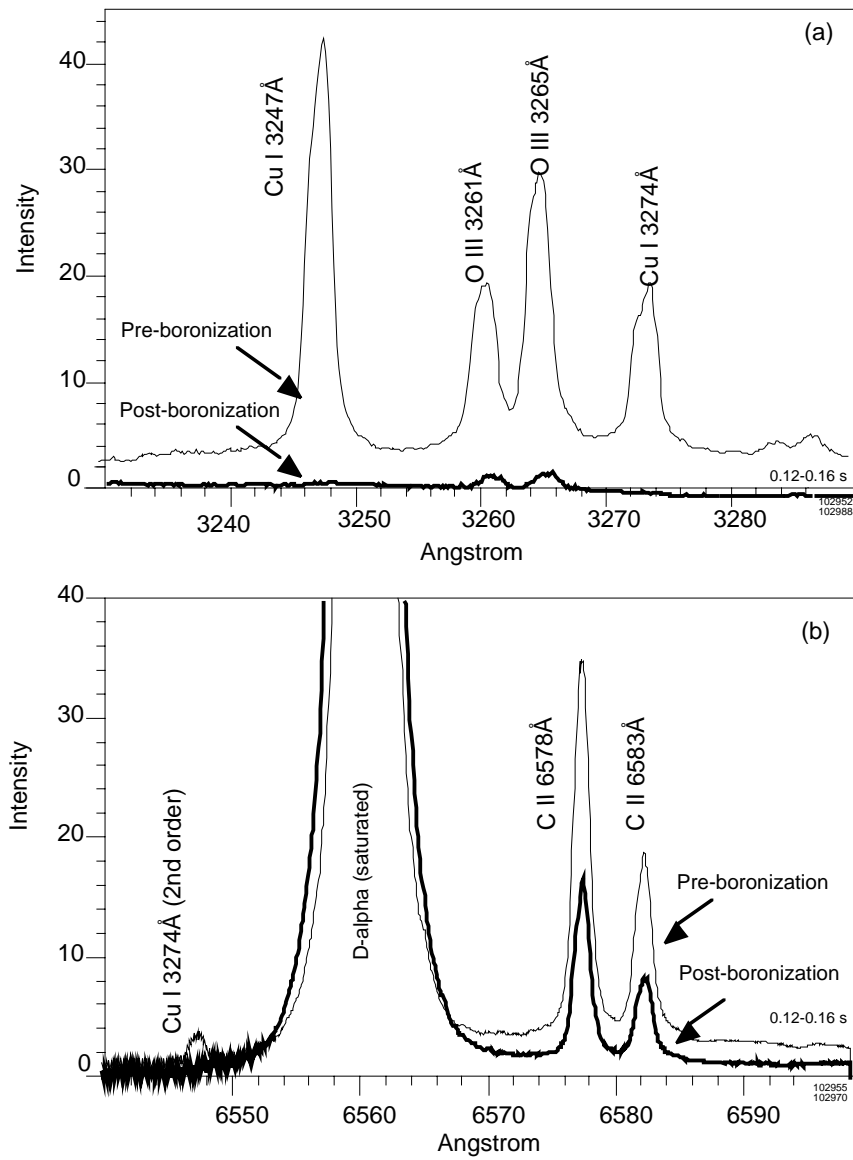 (a)
40
30
20
10
0
Intensity
Cu I 3247Å
O III 3261Å
O III 3265Å
Cu I 3274Å
Pre-boronization
Post-boronization
0.12-0.16 s
102952
102988
3240
3250
3260
3270
3280
Angstrom
(b)
40
30
20
10
0
Intensity
Cu I 3274Å (2nd order)
D-alpha (saturated)
C II 6578Å
C II 6583Å
Pre-boronization
Post-boronization
0.12-0.16 s
102955
102970
6550
6560
6570
6580
6590
Angstrom